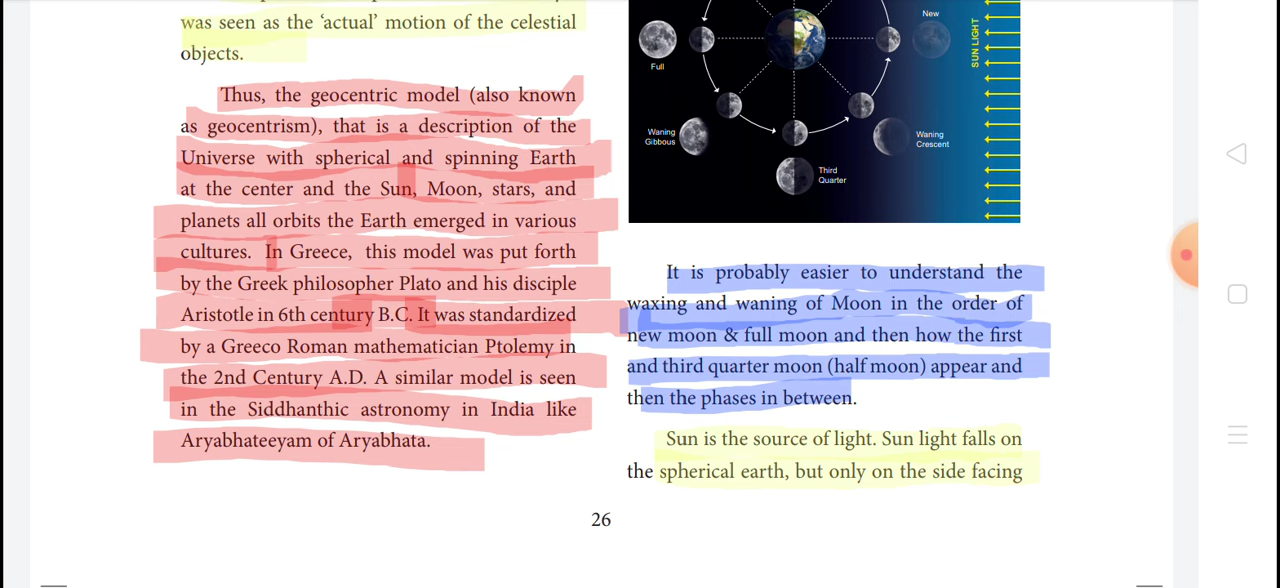 was seen as the ‘actual’ motion of the celestial
objects.
Thus, the geocentric model (also known
as geocentrism), that is a description of the
Universe with spherical and spinning Earth
at the center and the Sun, Moon, stars, and
planets all orbits the Earth emerged in various
cultures. In Greece, this model was put forth
by the Greek philosopher Plato and his disciple
Aristotle in 6th century B.C. It was standardized
by a Greeco Roman mathematician Ptolemy in
the 2nd Century A.D. A similar model is seen
in the Siddhanthic astronomy in India like
Aryabhateeyam of Aryabhata.
New
Full
SUN LIGHT
Waning
Gibbous
Waning
Crescent
Third
Quarter
It is probably easier to understand the
waxing and waning of Moon in the order of
new moon & full moon and then how the first
and third quarter moon (half moon) appear and
then the phases in between.
Sun is the source of light. Sun light falls on
the spherical earth, but only on the side facing
26